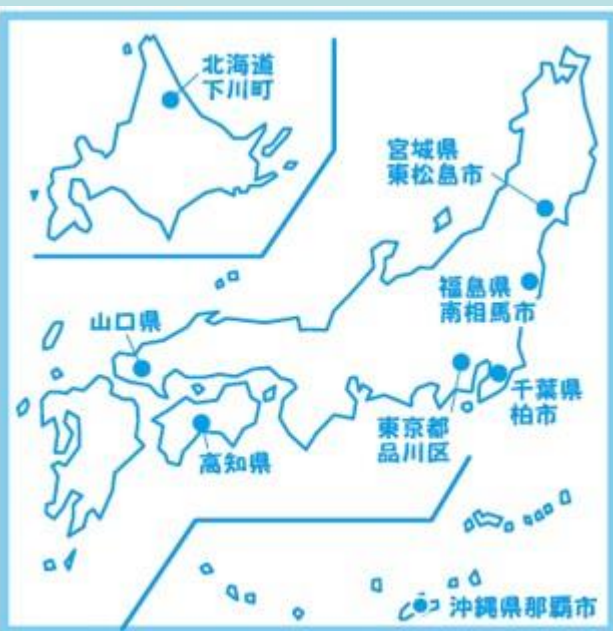 北海道
下川町
宮城県
東松島市
福島県
南相馬市
山口県
千葉県
柏市
東京都
品川区
高知県
沖縄県那覇市